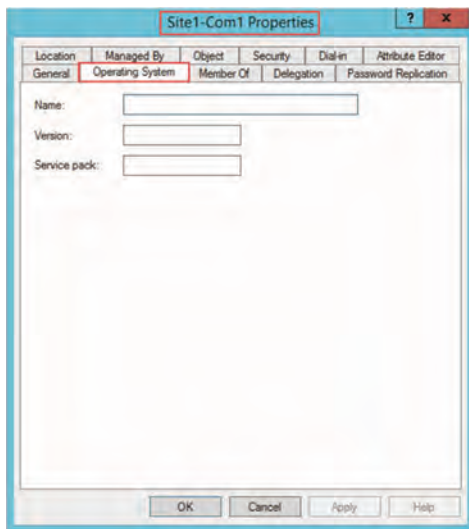 Site1-Com1 Properties
? x
Location Managed By Object Security Dial-in Attribute Editor
General Operating System Member Of Delegation Password Replication
Name:
Version:
Service pack:
OK Cancel Apply Help